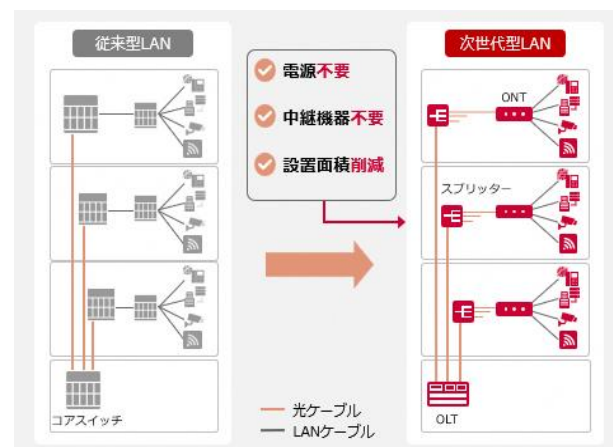 従来型LAN
電源不要
中継機器不要
設置面積削減
次世代型LAN
ONT
スプリッター
コアスイッチ
光ケーブル
LANケーブル
OLT